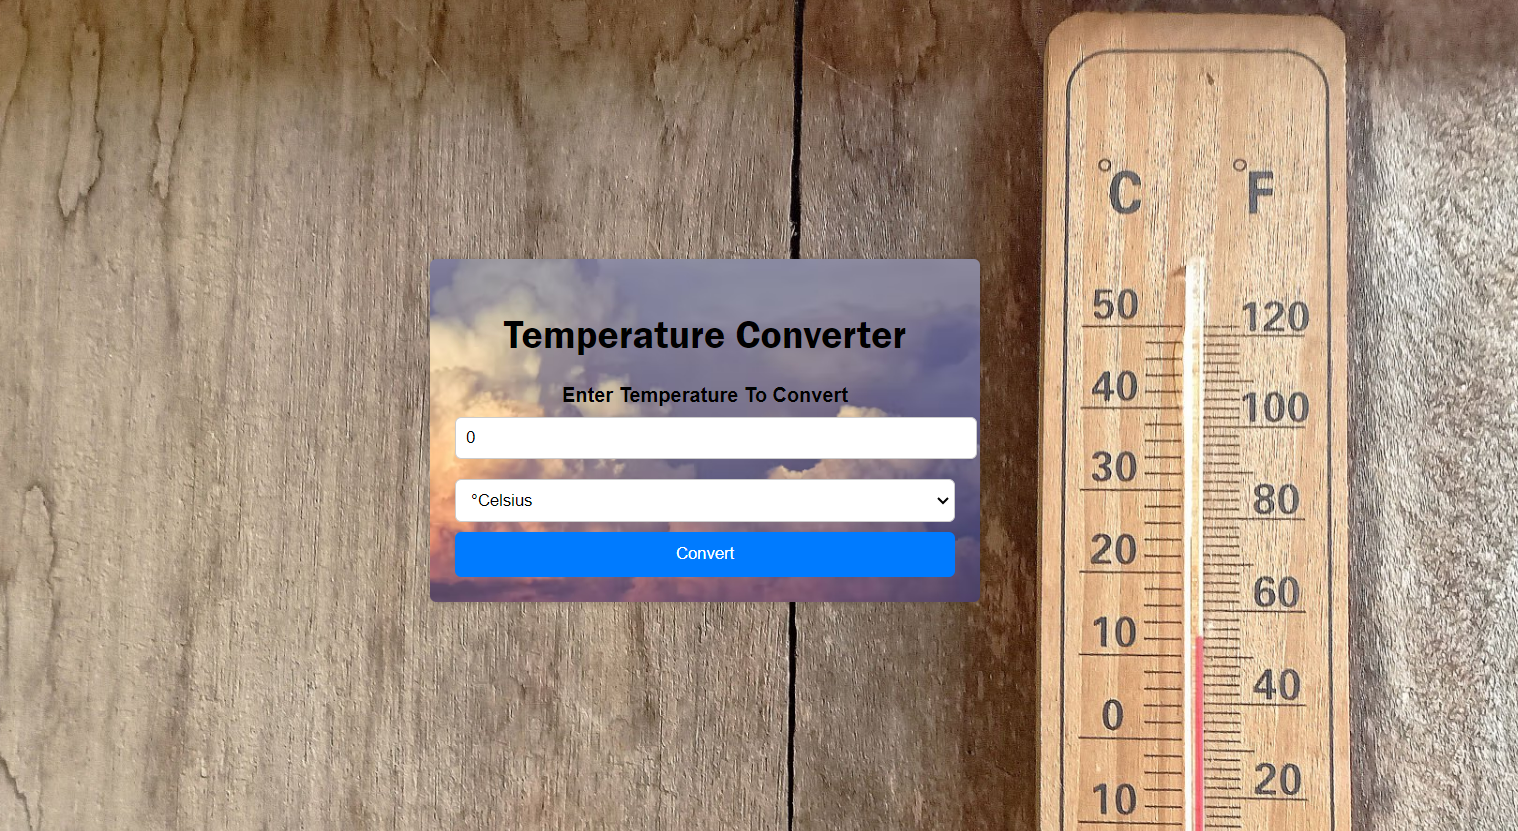 °C °F
Temperature Converter
Enter Temperature To Convert
0
°Celsius
Convert
50 120
40 100
30 80
20 60
10 40
0 20
10